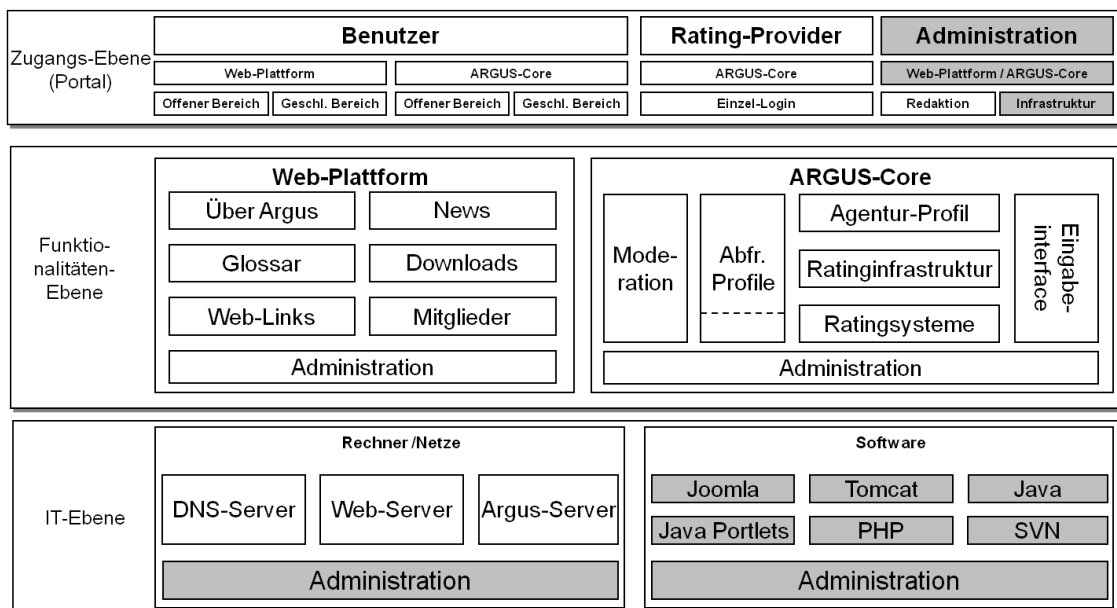 Zugangs-Ebene
(Portal)
Benutzer
Rating-Provider
Administration
Web-Plattform
ARGUS-Core
ARGUS-Core
Web-Plattform / ARGUS-Core
Offener Bereich
Geschl. Bereich
Offener Bereich
Geschl. Bereich
Einzel-Login
Redaktion
Infrastruktur
Funktio-
nalitäten-
Ebene
Web-Plattform
Über Argus
News
Glossar
Downloads
Web-Links
Mitglieder
Administration
ARGUS-Core
Mode-
ration
Abfr.
Profile
Agentur-Profil
Ratinginfrastruktur
Ratingsysteme
Eingabe-
interface
Administration
IT-Ebene
Rechner /Netze
DNS-Server
Web-Server
Argus-Server
Administration
Software
Joomla
Tomcat
Java
Java Portlets
PHP
SVN
Administration